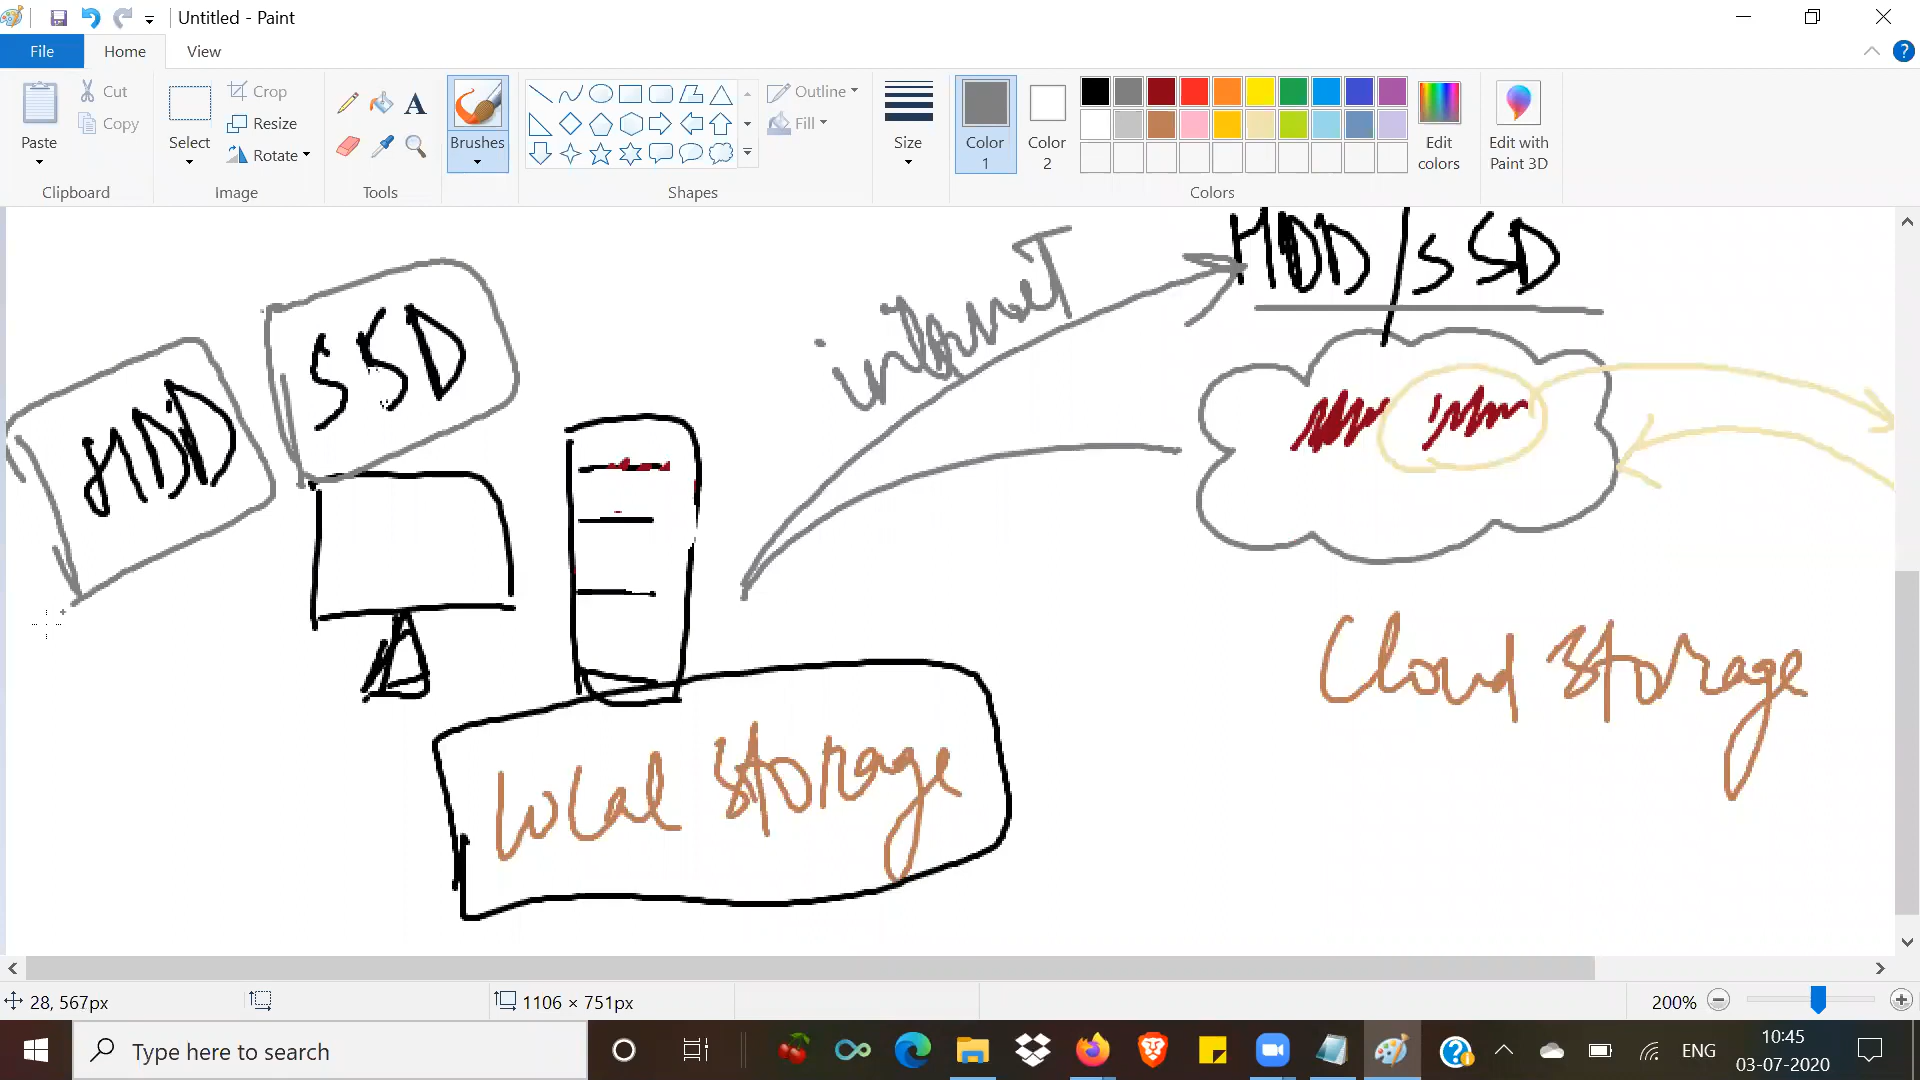 Untitled - Paint
File
Home
View
Paste
Cut
Copy
Clipboard
Select
Crop
Resize
Rotate
Image
Tools
Brushes
Shapes
Outline
Fill
Size
Color
1
Color
2
Colors
Edit
colors
Edit with
Paint 3D
HDD/SSD
internet
SSD
HDD
Cloud Storage
Local Storage
28, 567px
1106 × 751px
200%
Type here to search
ENG
10:45
03-07-2020